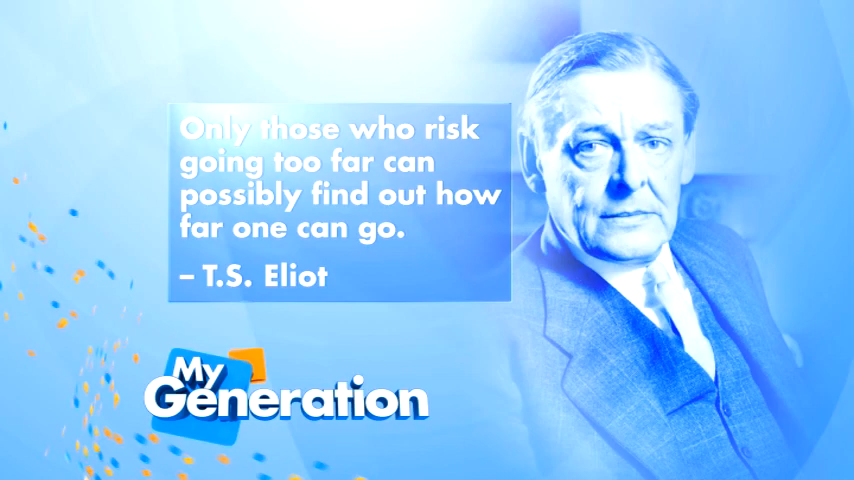 Only those who risk
going too far can
possibly find out how
far one can go.
– T.S. Eliot
My
Generation